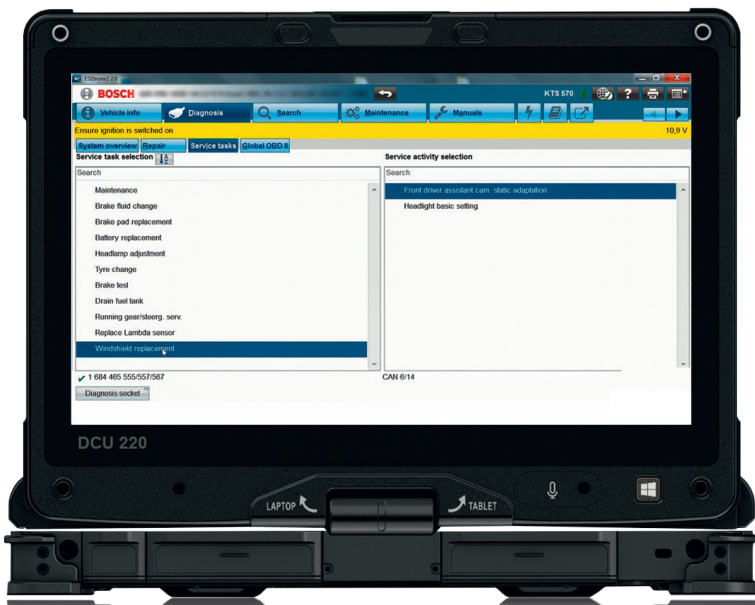 ESI[tronic] 2.0
BOSCH
KTS 570
?
Vehicle info
Diagnosis
Search
Maintenance
Manuals
Ensure ignition is switched on
10,9 V
System overview
Repair
Service tasks
Global OBD II
Service task selection
Service activity selection
Search
Search
Maintenance
Front driver assistant cam. static adaptation
Brake fluid change
Headlight basic setting
Brake pad replacement
Battery replacement
Headlamp adjustment
Tyre change
Brake test
Drain fuel tank
Running gear/steerg. serv.
Replace Lambda sensor
Windshield replacement
1 684 465 555/557/567
CAN 6/14
Diagnosis socket
DCU 220
LAPTOP
TABLET